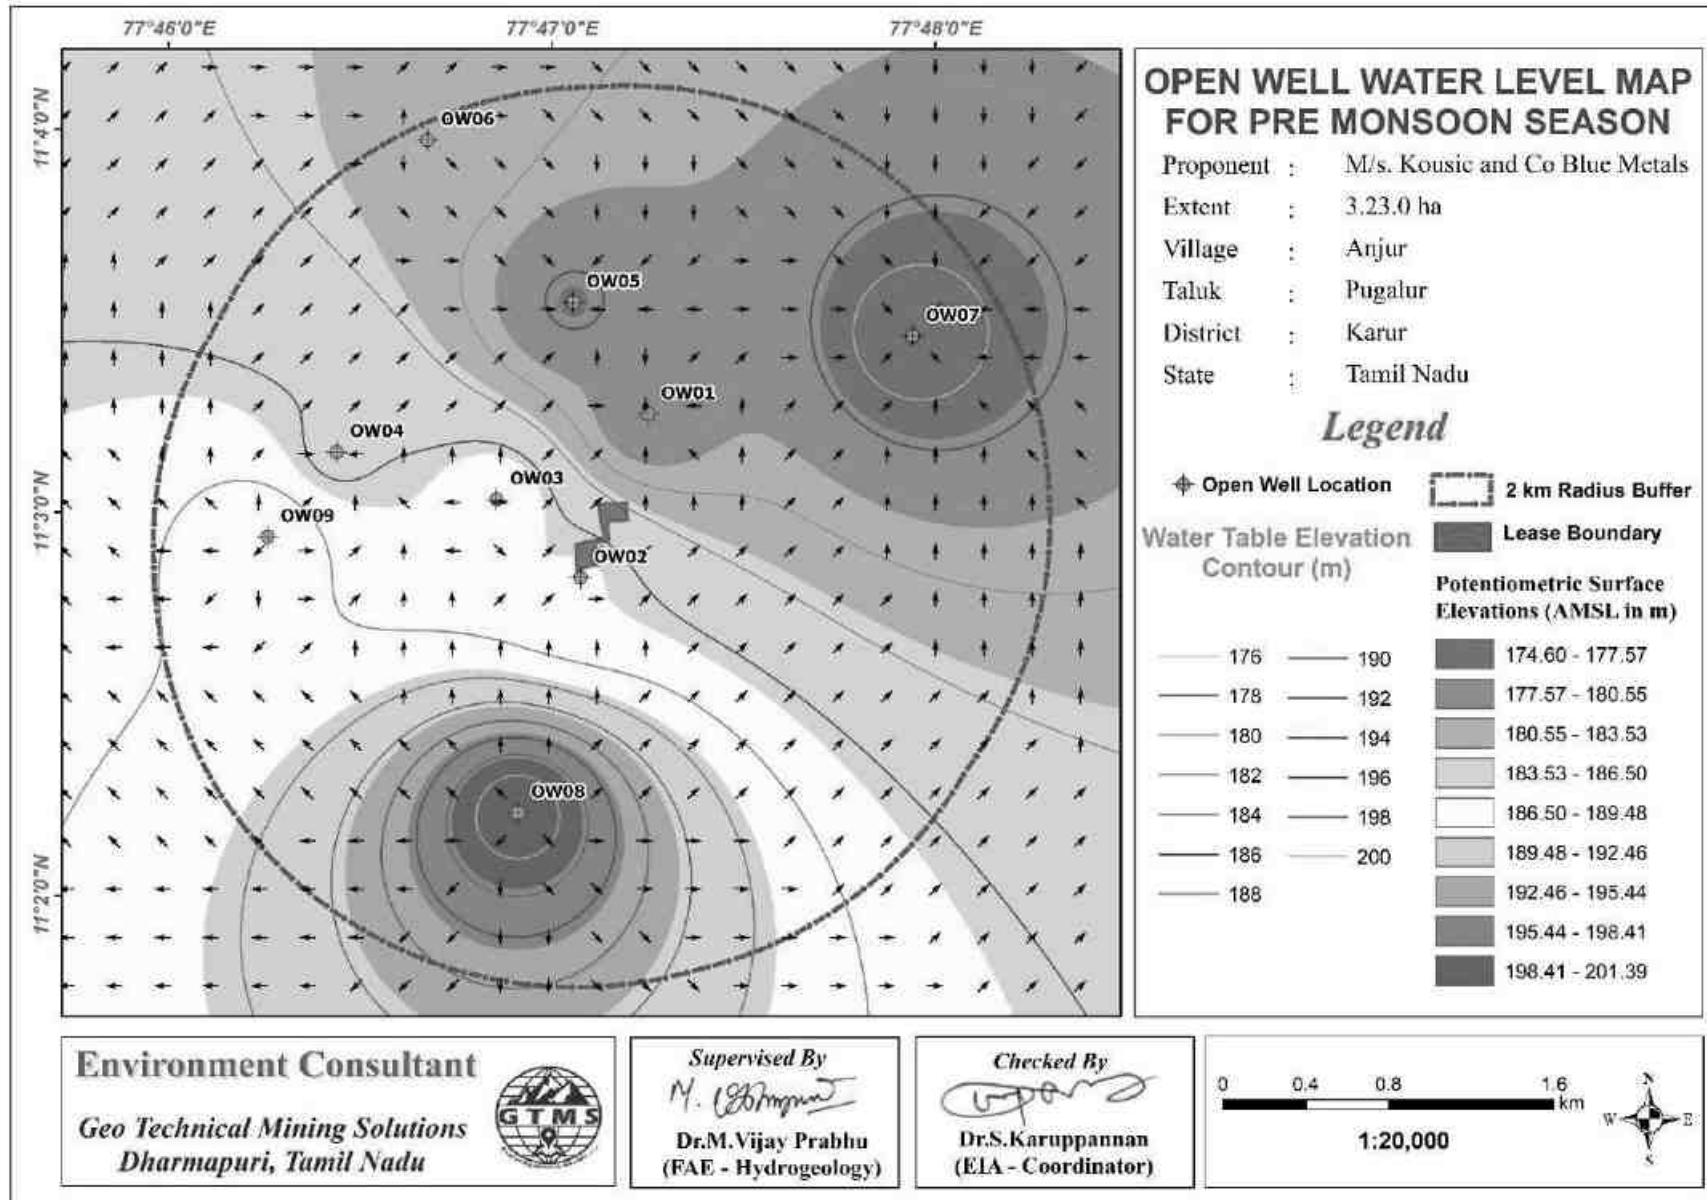 77°46'0"E
77°47'0"E
77°48'0"E
11°4'0"N
11°3'0"N
11°2'0"N
OW06
OW05
OW07
OW01
OW04
OW03
OW09
OW02
OW08
OPEN WELL WATER LEVEL MAP
FOR PRE MONSOON SEASON
Proponent : M/s. Kousic and Co Blue Metals
Extent : 3.23.0 ha
Village : Anjur
Taluk : Pugalur
District : Karur
State : Tamil Nadu
Legend
Open Well Location
2 km Radius Buffer
Lease Boundary
Water Table Elevation
Contour (m)
176
178
180
182
184
186
188
190
192
194
196
198
200
Potentiometric Surface
Elevations (AMSL in m)
174.60 - 177.57
177.57 - 180.55
180.55 - 183.53
183.53 - 186.50
186.50 - 189.48
189.48 - 192.46
192.46 - 195.44
195.44 - 198.41
198.41 - 201.39
Environment Consultant
Geo Technical Mining Solutions
Dharmapuri, Tamil Nadu
GTMS
Supervised By
Dr.M.Vijay Prabhu
(FAE - Hydrogeology)
Checked By
Dr.S.Karuppannan
(EIA - Coordinator)
0 0.4 0.8 1.6
km
1:20,000
N
W E
S